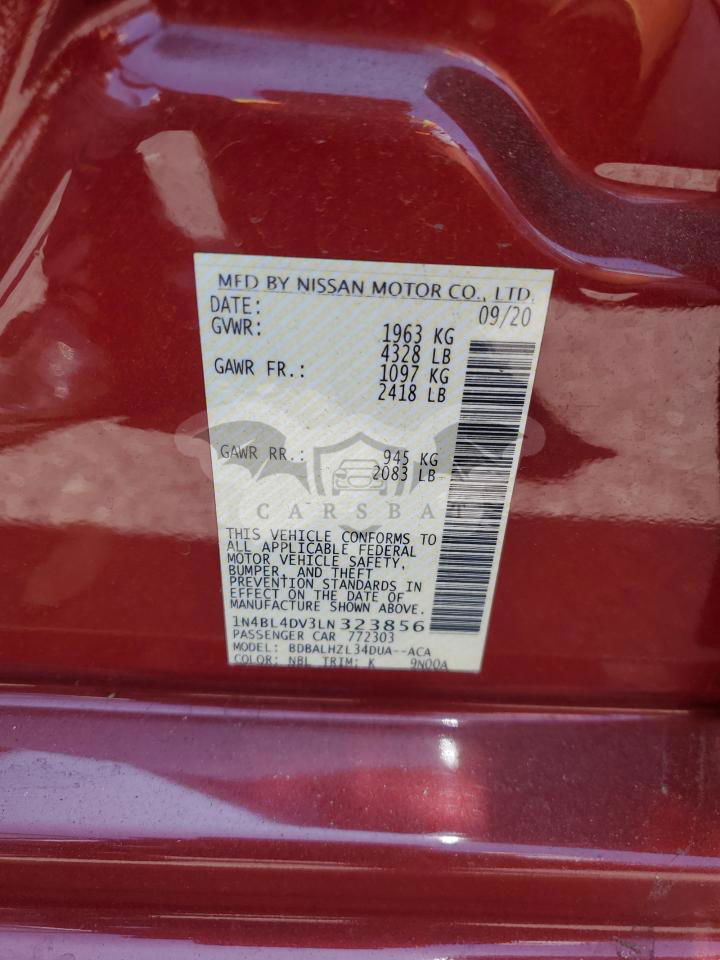 MFD BY NISSAN MOTOR CO., LTD.
DATE: 09/20
GVWR: 1963 KG
4328 LB
GAWR FR.: 1097 KG
2418 LB
GAWR RR.: 945 KG
2083 LB
CARSBAT
THIS VEHICLE CONFORMS TO
ALL APPLICABLE FEDERAL
MOTOR VEHICLE SAFETY,
BUMPER, AND THEFT
PREVENTION STANDARDS IN
EFFECT ON THE DATE OF
MANUFACTURE SHOWN ABOVE.
1N4BL4DV3LN323856
PASSENGER CAR 772303
MODEL: BDBALHZL34DUA--ACA
COLOR: NBL TRIM: K 9N00A